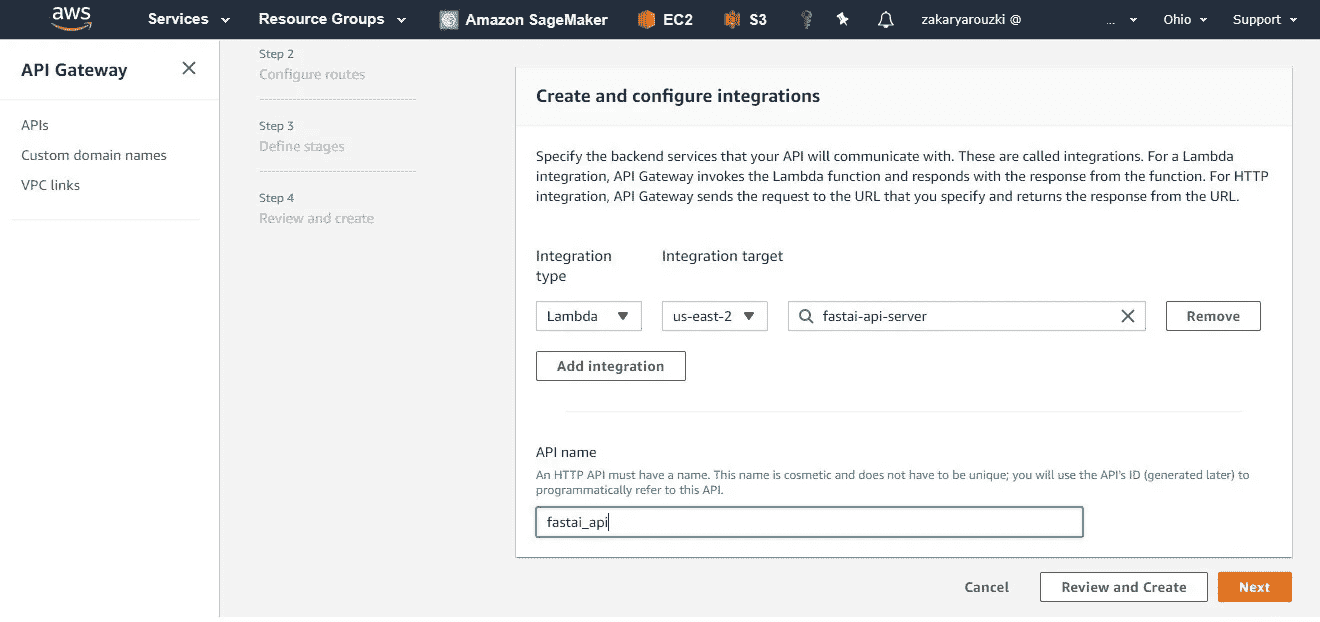 aws
Services
Resource Groups
Amazon SageMaker
EC2
S3
zakaryarouzki @
...
Ohio
Support
API Gateway
APIs
Custom domain names
VPC links
Step 2
Configure routes
Step 3
Define stages
Step 4
Review and create
Create and configure integrations
Specify the backend services that your API will communicate with. These are called integrations. For a Lambda
integration, API Gateway invokes the Lambda function and responds with the response from the function. For HTTP
integration, API Gateway sends the request to the URL that you specify and returns the response from the URL.
Integration
type
Integration target
Lambda
us-east-2
fastai-api-server
Remove
Add integration
API name
An HTTP API must have a name. This name is cosmetic and does not have to be unique; you will use the API's ID (generated later) to
programmatically refer to this API.
fastai_api
Cancel
Review and Create
Next